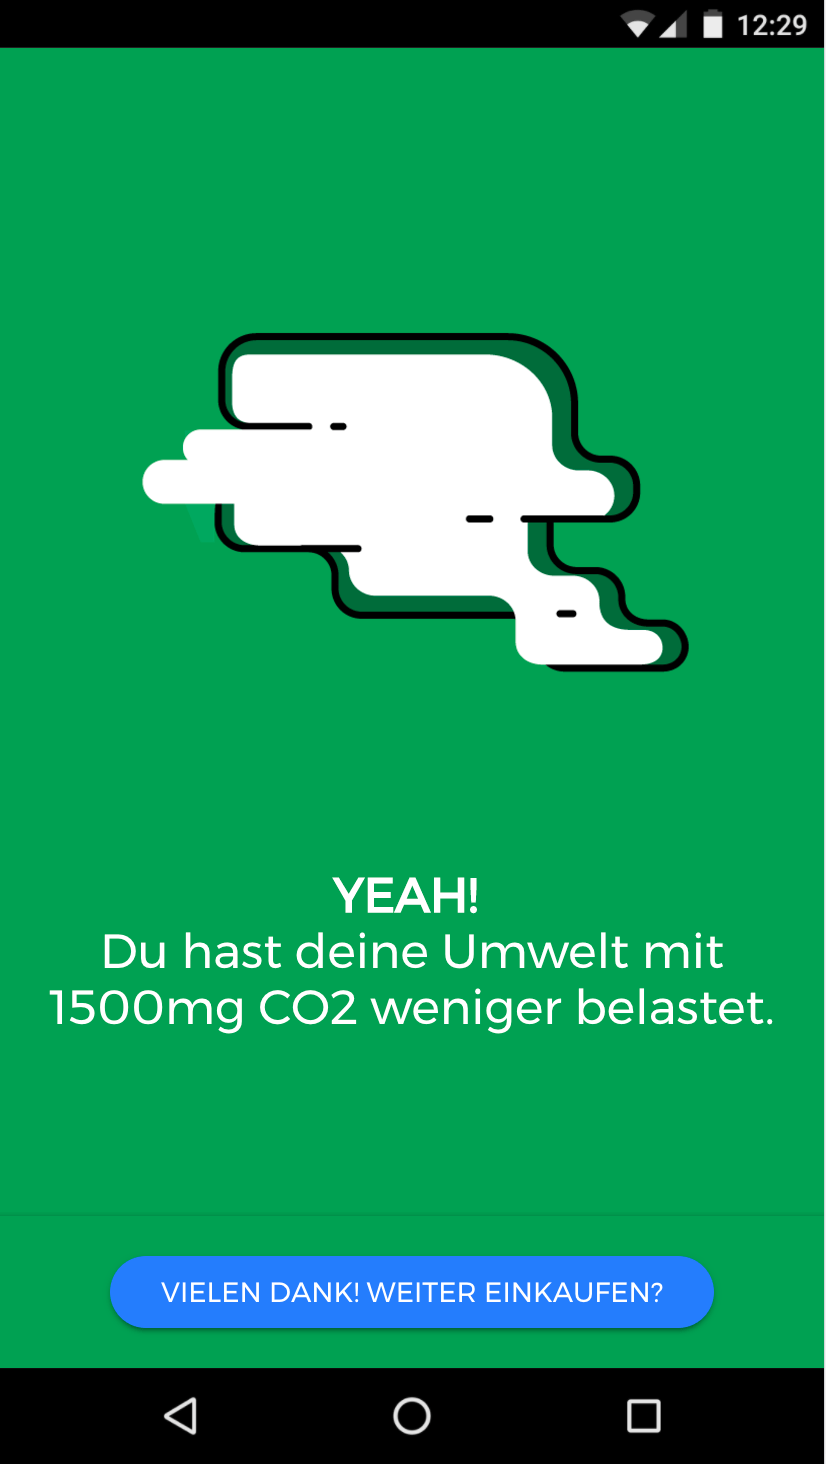 12:29
YEAH!
Du hast deine Umwelt mit
1500mg CO2 weniger belastet.
VIELEN DANK! WEITER EINKAUFEN?